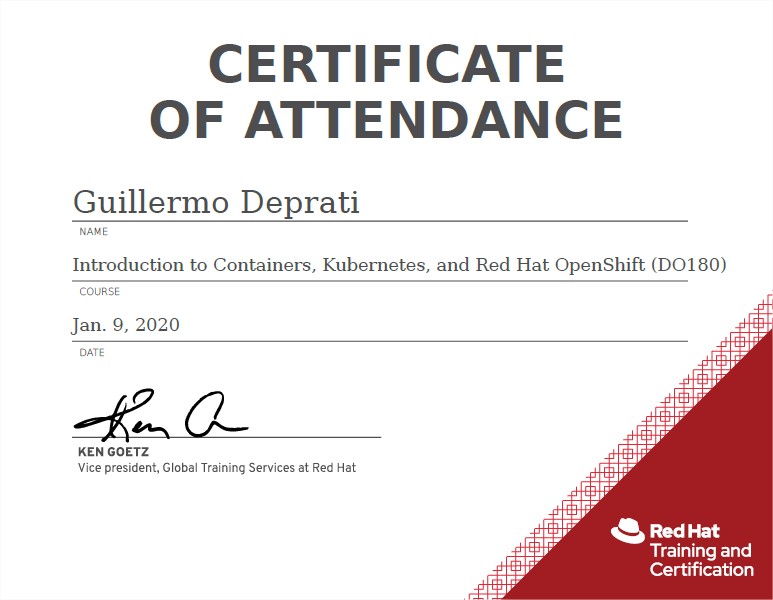 CERTIFICATE
OF ATTENDANCE
Guillermo Deprati
NAME
Introduction to Containers, Kubernetes, and Red Hat OpenShift (DO180)
COURSE
Jan. 9, 2020
DATE
KEN GOETZ
Vice president, Global Training Services at Red Hat
Red Hat
Training and
Certification